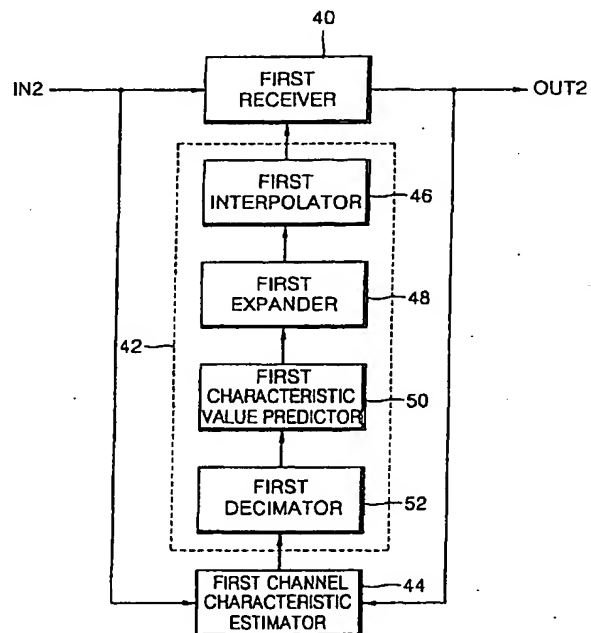 40
IN2
FIRST
RECEIVER
OUT2
FIRST
INTERPOLATOR
46
FIRST
EXPANDER
48
42
FIRST
CHARACTERISTIC
VALUE PREDICTOR
50
FIRST
DECIMATOR
52
FIRST CHANNEL
CHARACTERISTIC
ESTIMATOR
44